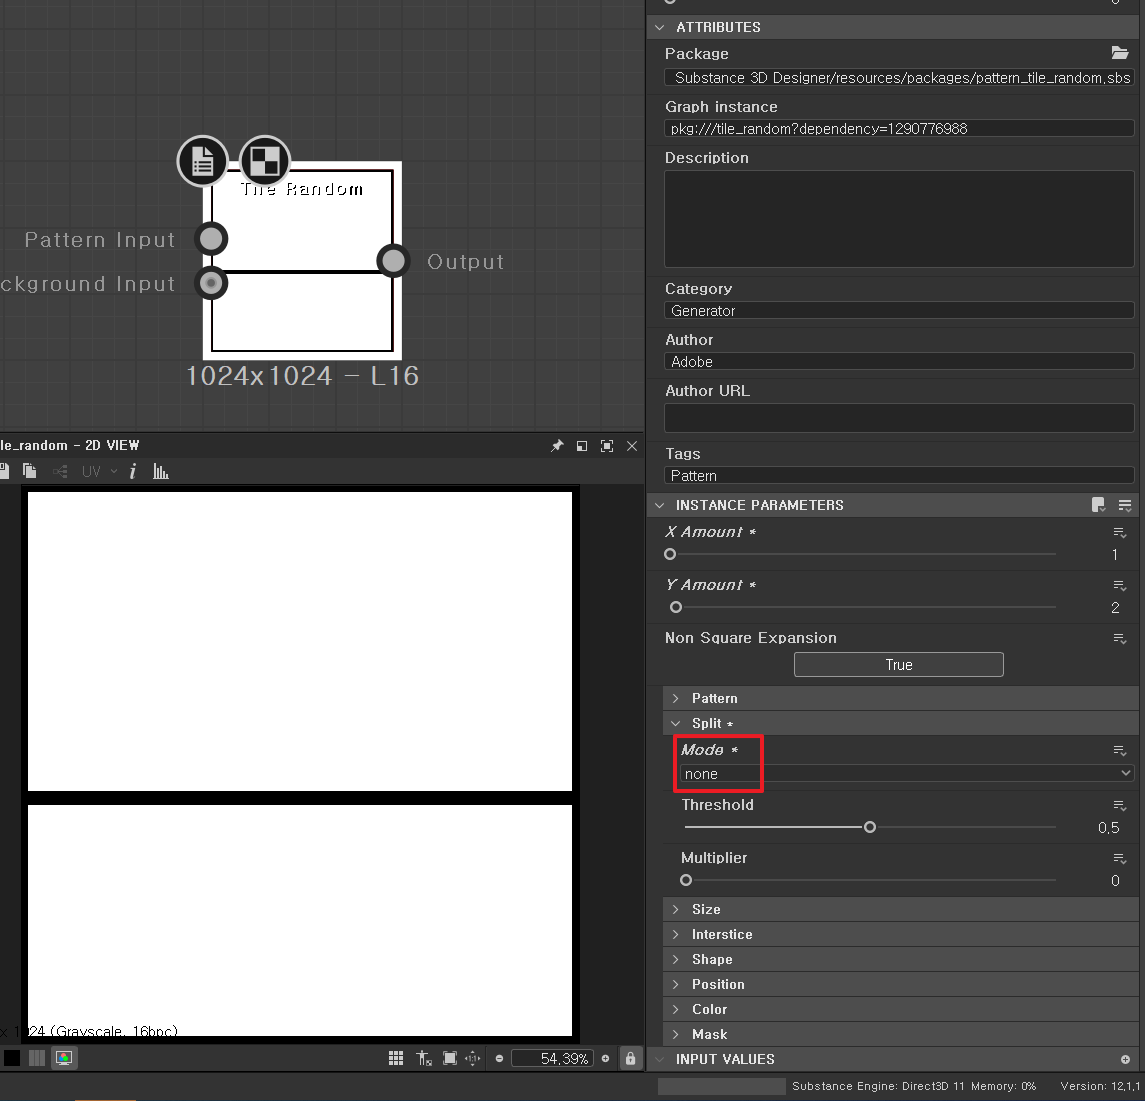 ATTRIBUTES
Package
Substance 3D Designer/resources/packages/pattern_tile_random.sbs
Graph instance
pkg:///tile_random?dependency=1290776988
Description
Category
Generator
Author
Adobe
Author URL
Tags
Pattern
INSTANCE PARAMETERS
X Amount *
1
Y Amount *
2
Non Square Expansion
True
Pattern
Split *
Mode *
none
Threshold
0.5
Multiplier
0
Size
Interstice
Shape
Position
Color
Mask
INPUT VALUES
Tile Random
Pattern Input
ckground Input
Output
1024x1024 - L16
le_random - 2D VIEW
UV
i
x 1024 (Grayscale, 16bpc)
1:1
54.39%
Substance Engine: Direct3D 11 Memory: 0%
Version: 12.1.1